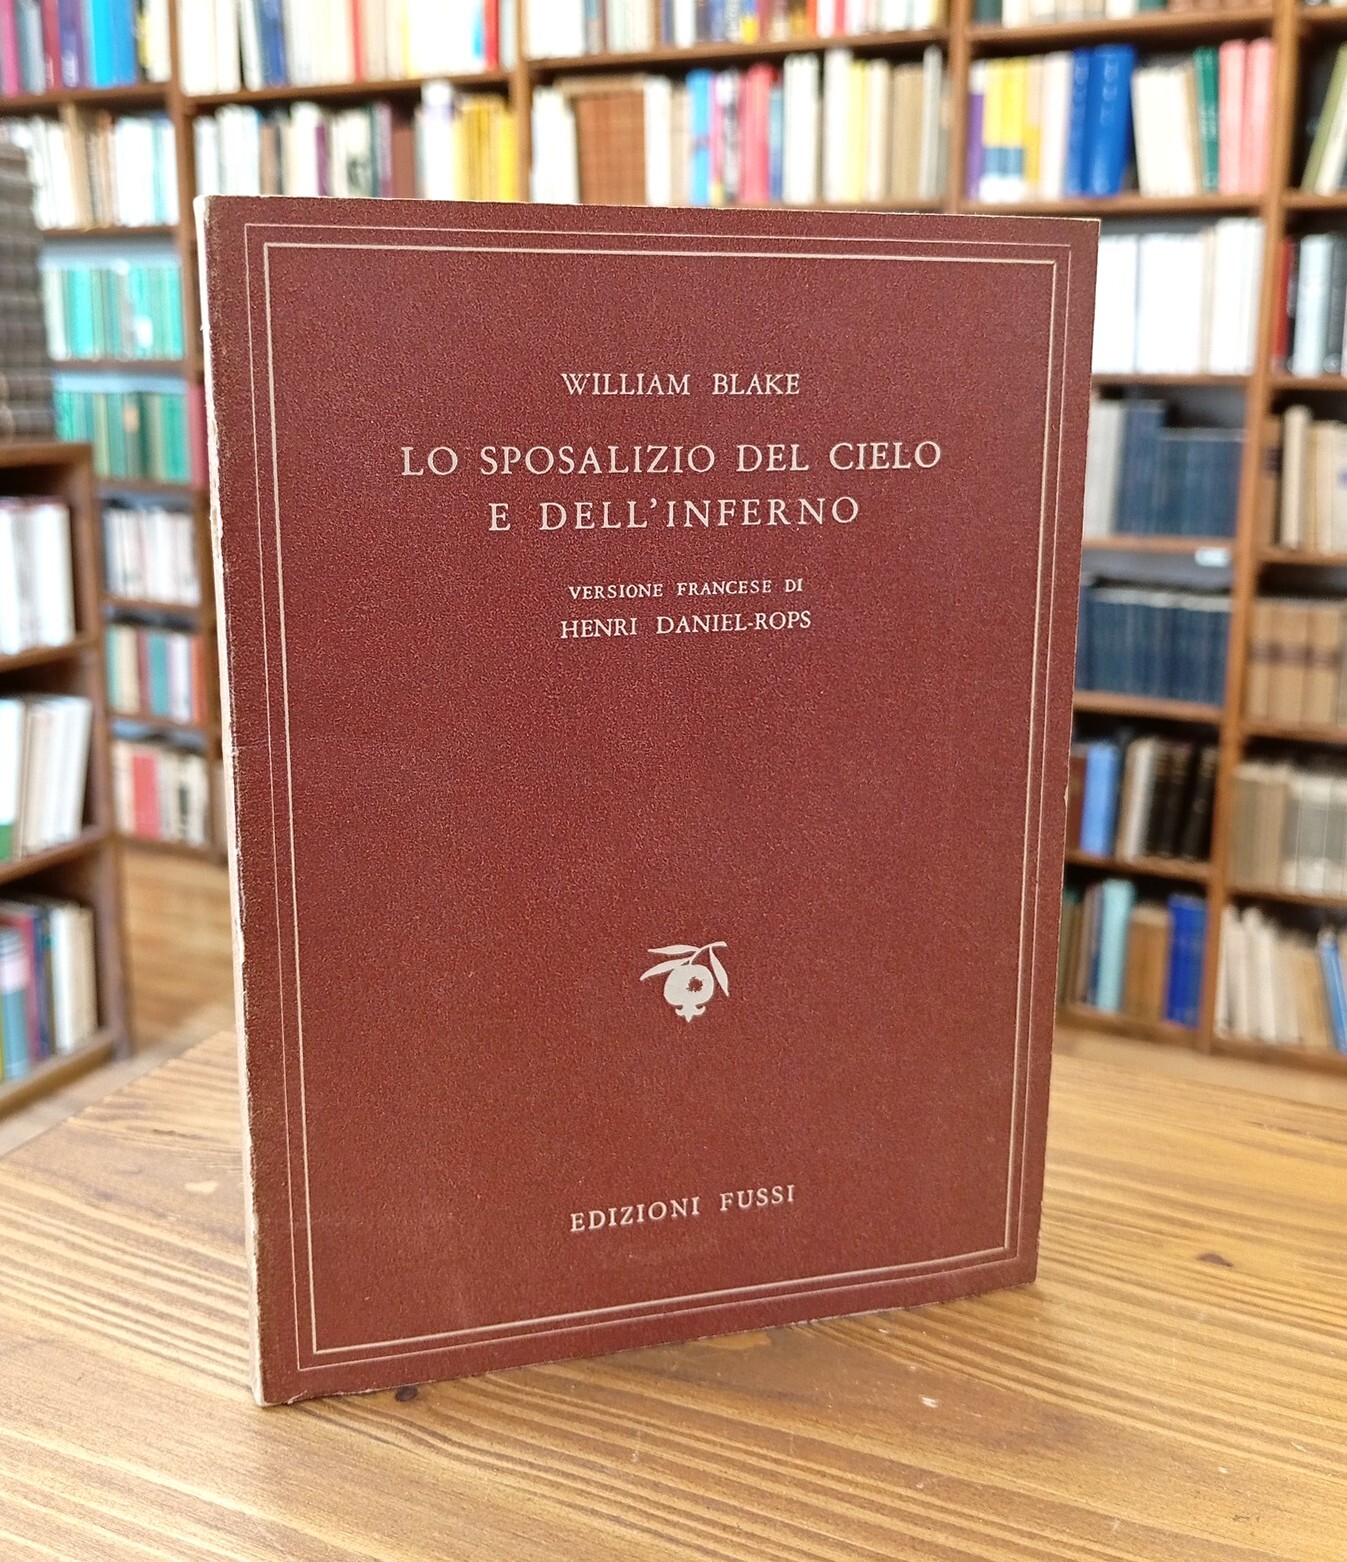 WILLIAM BLAKE
LO SPOSALIZIO DEL CIELO
E DELL'INFERNO
VERSIONE FRANCESE DI
HENRI DANIEL-ROPS
EDIZIONI FUSSI